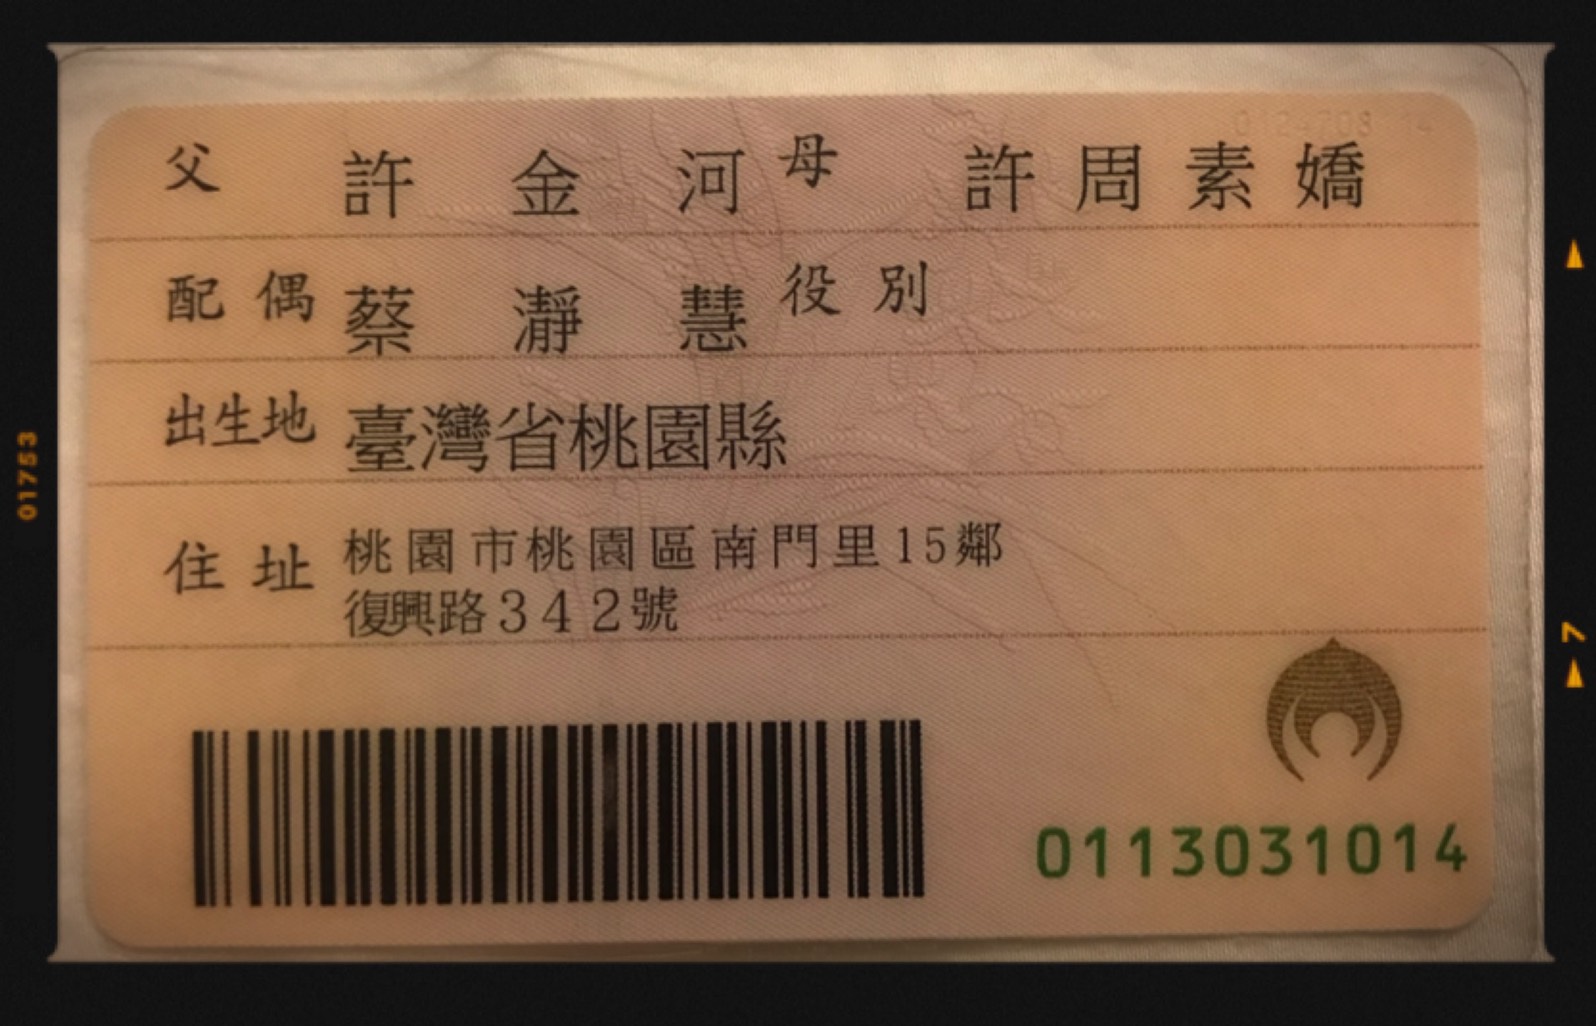 父 許金河 母 許周素嬌
配偶 蔡瀞慧 役別
出生地 臺灣省桃園縣
住址 桃園市桃園區南門里15鄰
復興路342號
0113031014
01753
7